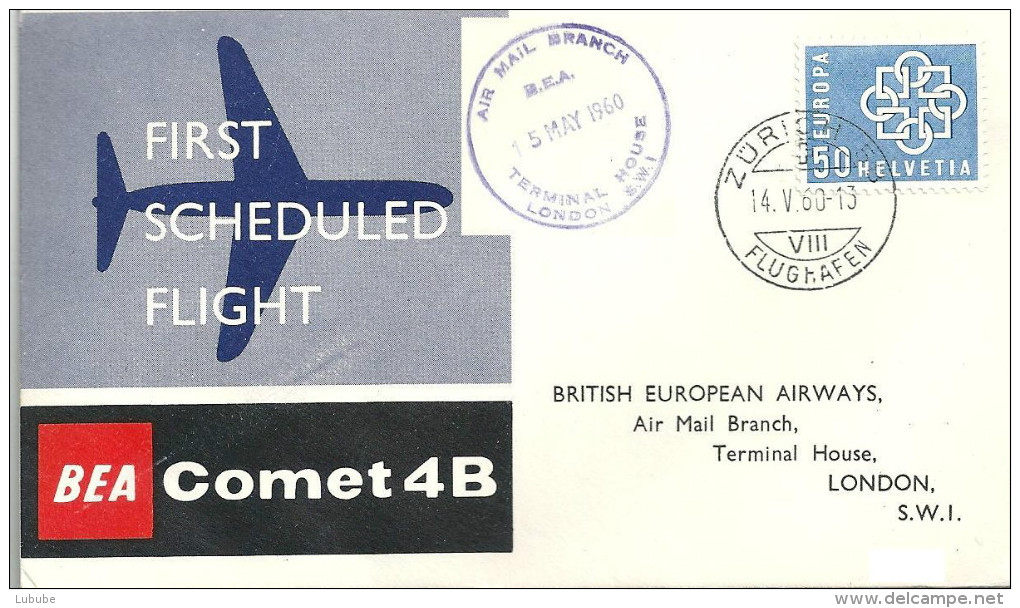 FIRST
SCHEDULED
FLIGHT
BEA Comet 4B
AIR MAIL BRANCH
B.E.A.
15 MAY 1960
TERMINAL HOUSE
LONDON S.W.1
EUROPA
50 HELVETIA
ZÜRICH
14.V.60-13
VIII
FLUGHAFEN
BRITISH EUROPEAN AIRWAYS,
Air Mail Branch,
Terminal House,
LONDON,
S.W.1.
Lubube
www.delcampe.net